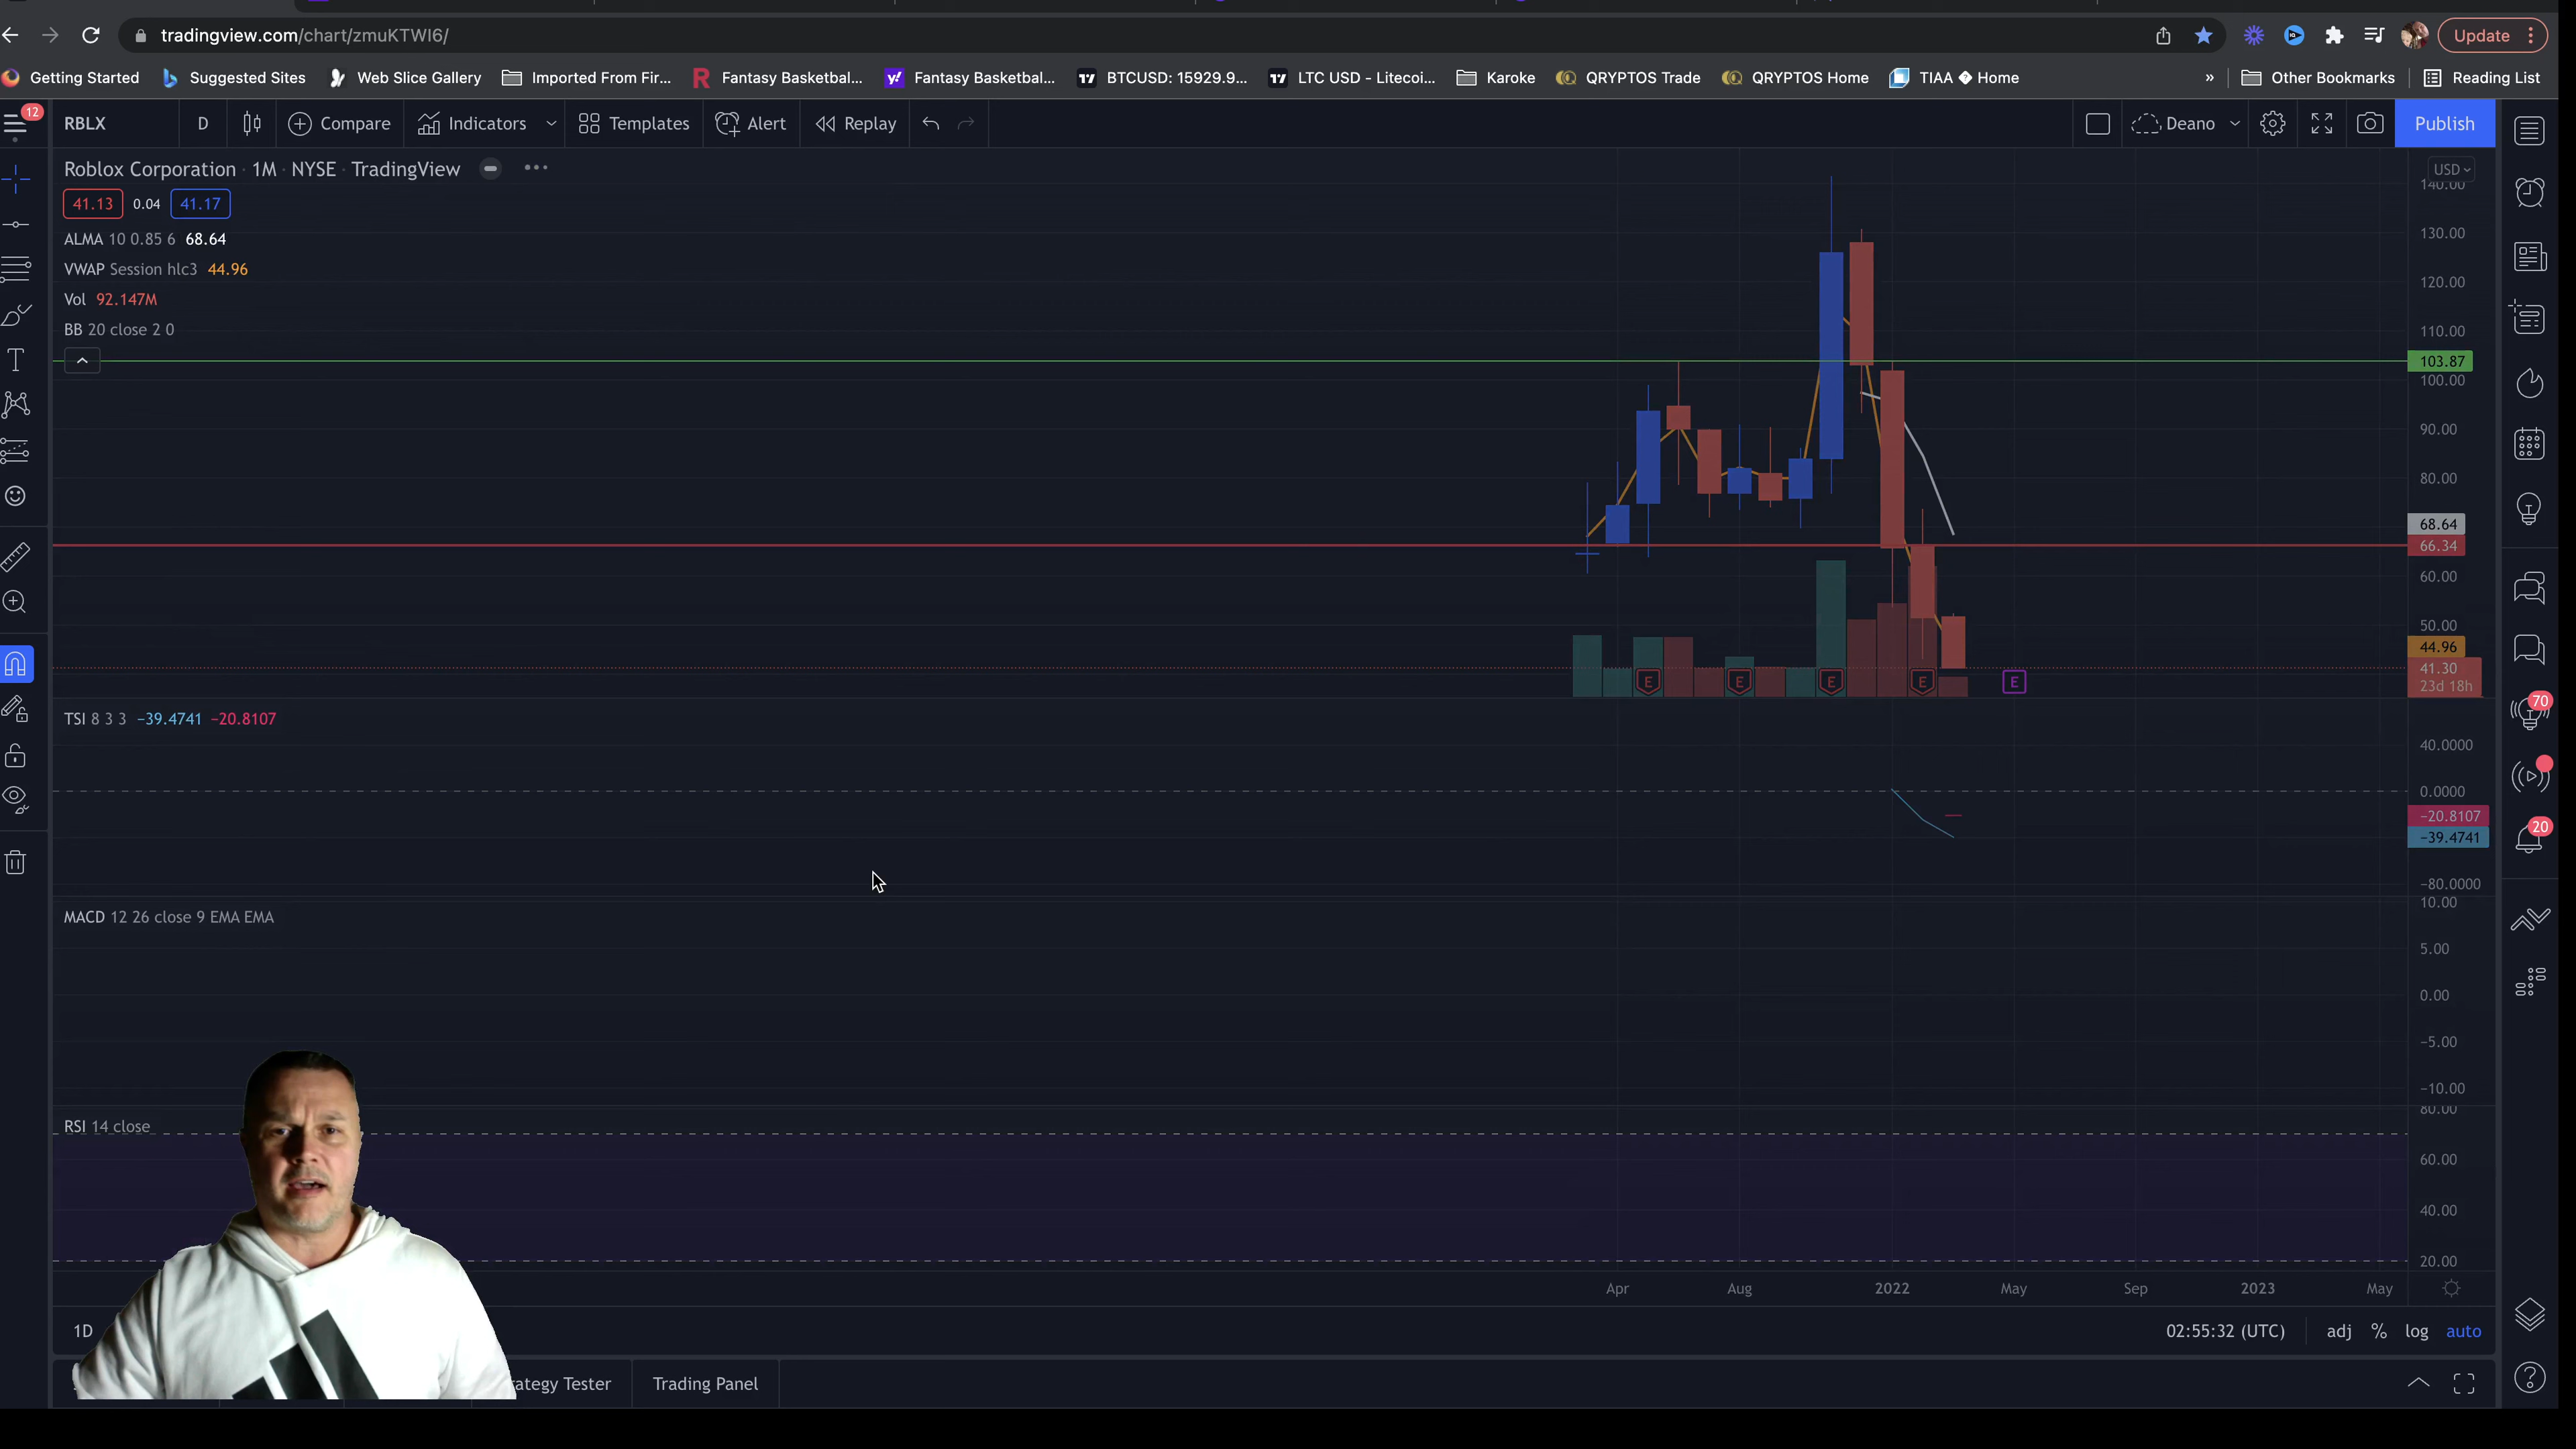 tradingview.com/chart/zmuKTWI6/
Update
Getting Started Suggested Sites Web Slice Gallery Imported From Fir... Fantasy Basketbal... Fantasy Basketbal... BTCUSD: 15929.9... LTC USD - Litecoi... Karoke QRYPTOS Trade QRYPTOS Home TIAA � Home » Other Bookmarks Reading List
12
RBLX D Compare Indicators Templates Alert Replay Deano Publish
Roblox Corporation · 1M · NYSE · TradingView
USD
41.13 0.04 41.17
ALMA 10 0.85 6 68.64
VWAP Session hlc3 44.96
Vol 92.147M
BB 20 close 2 0
140.00
130.00
120.00
110.00
103.87
100.00
90.00
80.00
68.64
66.34
60.00
50.00
44.96
41.30
23d 18h
E E E E E
TSI 8 3 3 −39.4741 −20.8107
70
40.0000
0.0000
−20.8107
20
−39.4741
−80.0000
MACD 12 26 close 9 EMA EMA
10.00
5.00
0.00
−5.00
−10.00
RSI 14 close
80.00
60.00
40.00
20.00
Apr Aug 2022 May Sep 2023 May
1D 02:55:32 (UTC) adj % log auto
rategy Tester Trading Panel